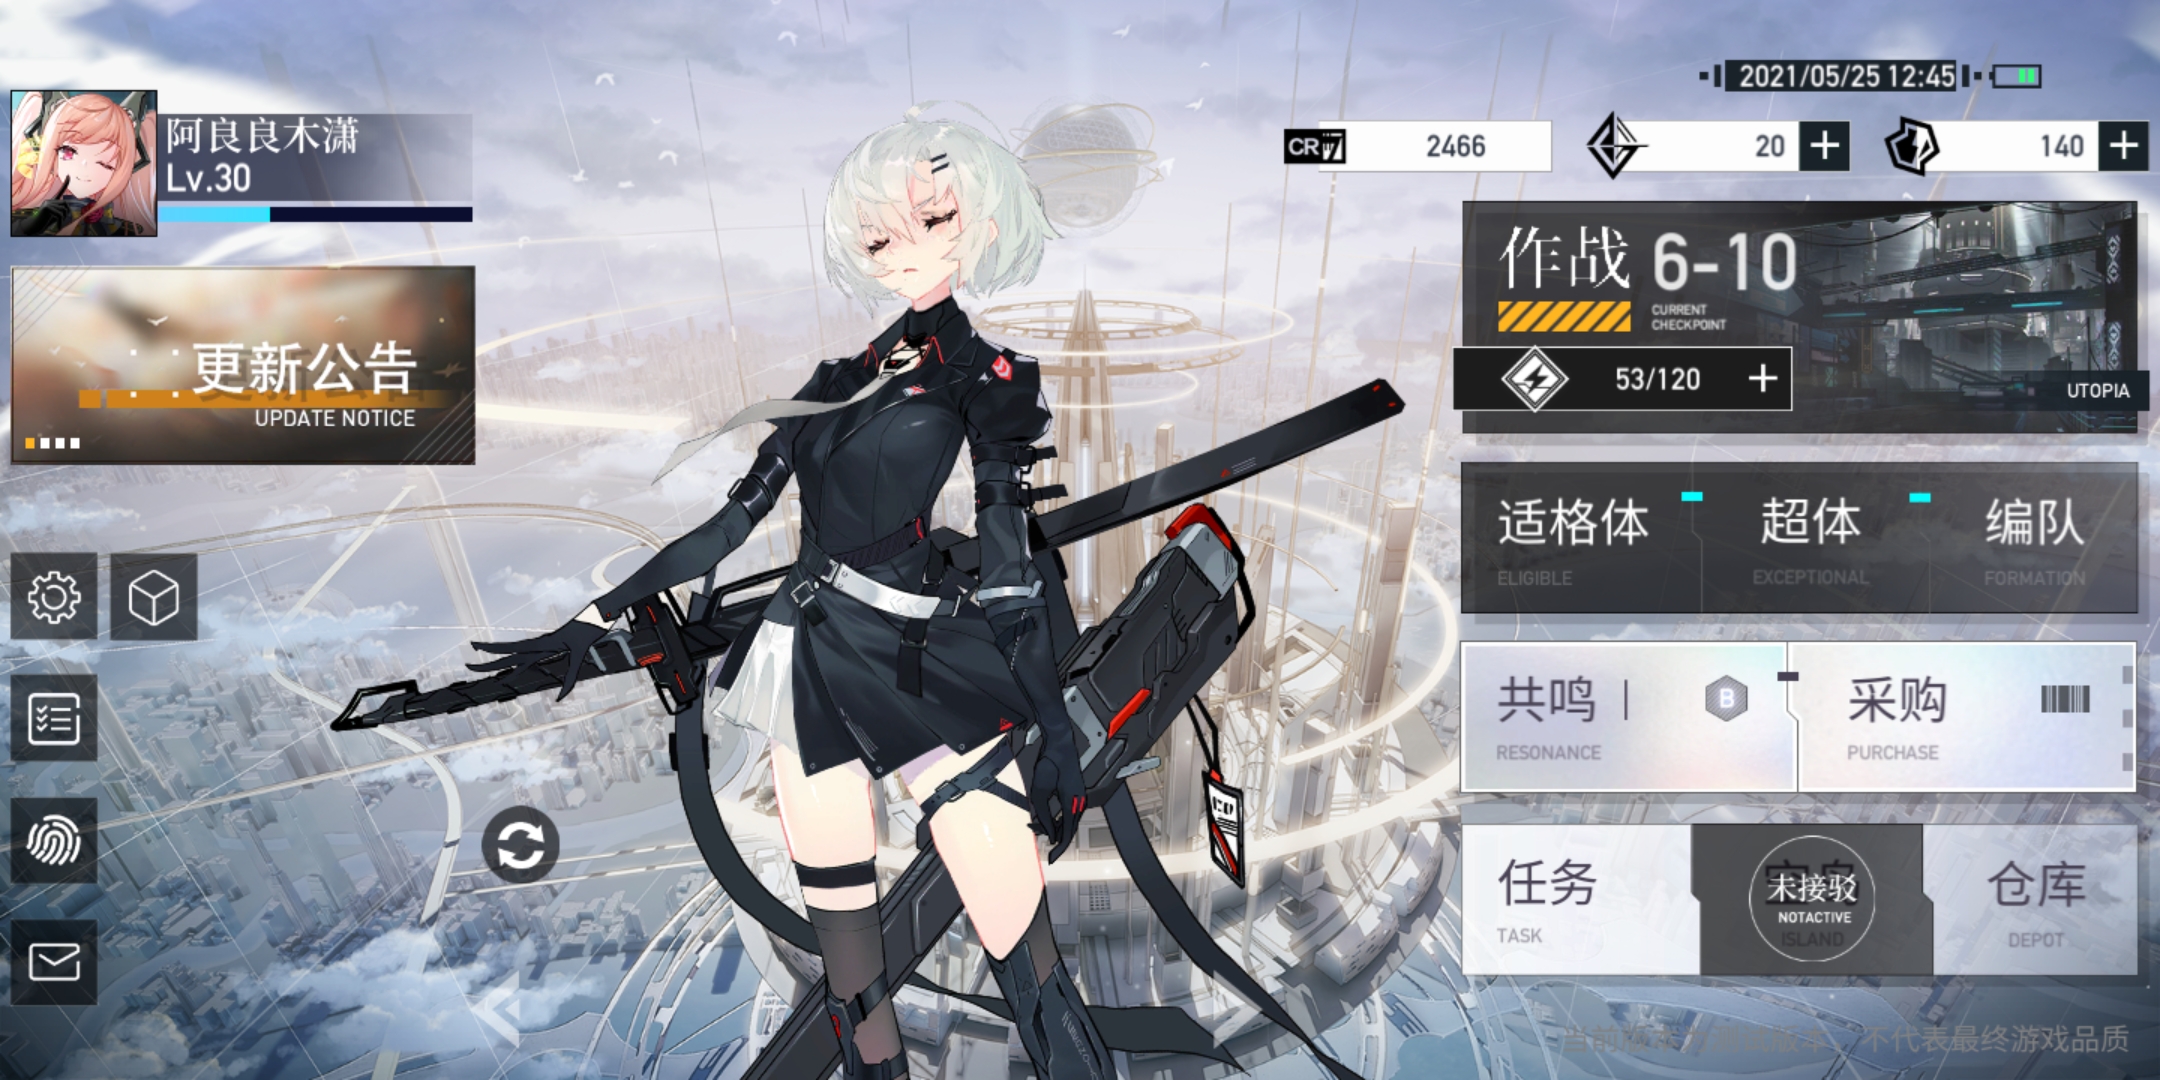 2021/05/25 12:45
阿良良木潇
Lv.30
CR
2466
20
140
作战 6-10
CURRENT
CHECKPOINT
53/120
UTOPIA
更新公告
UPDATE NOTICE
适格体
ELIGIBLE
超体
EXCEPTIONAL
编队
FORMATION
共鸣
RESONANCE
B
采购
PURCHASE
任务
TASK
未接驳
NOTACTIVE
ISLAND
仓库
DEPOT
不代表最终游戏品质